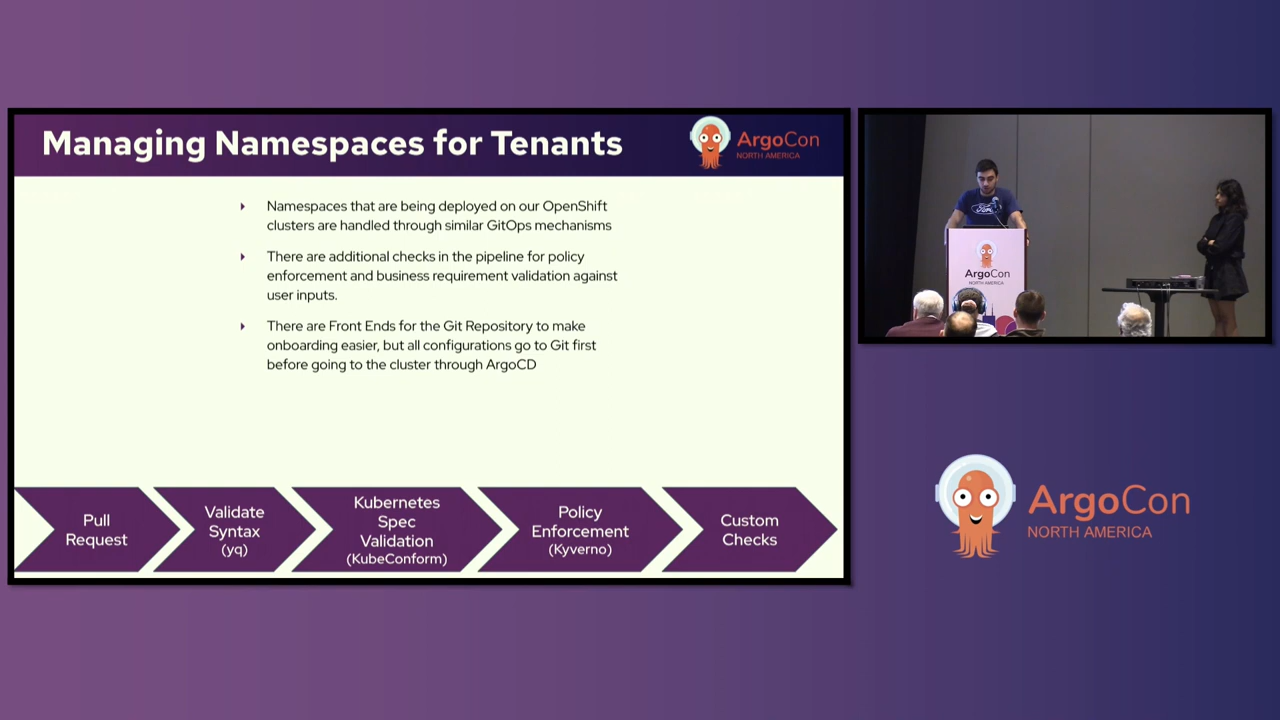 Managing Namespaces for Tenants
ArgoCon
NORTH AMERICA
Namespaces that are being deployed on our OpenShift
clusters are handled through similar GitOps mechanisms
There are additional checks in the pipeline for policy
enforcement and business requirement validation against
user inputs.
There are Front Ends for the Git Repository to make
onboarding easier, but all configurations go to Git first
before going to the cluster through ArgoCD
Pull
Request
Validate
Syntax
(yq)
Kubernetes
Spec
Validation
(KubeConform)
Policy
Enforcement
(Kyverno)
Custom
Checks
Ford
ArgoCon
NORTH AMERICA
ArgoCon
NORTH AMERICA